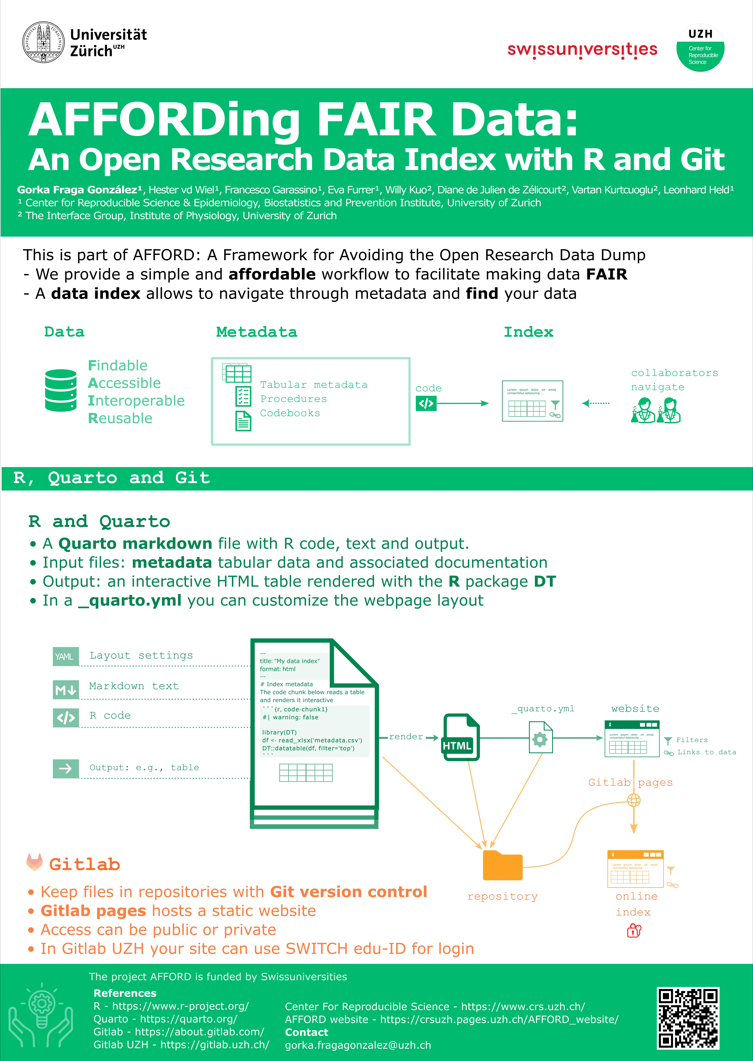 Universität
Zürich UZH
swissuniversities
UZH
Center for
Reproducible
Science
AFFORDing FAIR Data:
An Open Research Data Index with R and Git
Gorka Fraga González¹, Hester vd Wiel¹, Francesco Garassino¹, Eva Furrer¹, Willy Kuo², Diane de Julien de Zélicourt², Vartan Kurtcuoglu², Leonhard Held¹
¹ Center for Reproducible Science & Epidemiology, Biostatistics and Prevention Institute, University of Zurich
² The Interface Group, Institute of Physiology, University of Zurich
This is part of AFFORD: A Framework for Avoiding the Open Research Data Dump
- We provide a simple and affordable workflow to facilitate making data FAIR
- A data index allows to navigate through metadata and find your data
Data
Findable
Accessible
Interoperable
Reusable
Metadata
Tabular metadata
Procedures
Codebooks
code
</>
Index
collaborators
navigate
R, Quarto and Git
R and Quarto
• A Quarto markdown file with R code, text and output.
• Input files: metadata tabular data and associated documentation
• Output: an interactive HTML table rendered with the R package DT
• In a _quarto.yml you can customize the webpage layout
YAML Layout settings
M↓ Markdown text
</> R code
→ Output: e.g., table
---
title: "My data index"
format: html
---
# Index metadata
The code chunk below reads a table
and renders it interactive
```{r, code-chunk1}
#| warning: false
library(DT)
df <- read_xlsx('metadata.csv')
DT::datatable(df, filter='top')
```
render
HTML
_quarto.yml
website
Filters
Links to data
Gitlab pages
repository
online
index
Gitlab
• Keep files in repositories with Git version control
• Gitlab pages hosts a static website
• Access can be public or private
• In Gitlab UZH your site can use SWITCH edu-ID for login
The project AFFORD is funded by Swissuniversities
References
R - https://www.r-project.org/
Quarto - https://quarto.org/
Gitlab - https://about.gitlab.com/
Gitlab UZH - https://gitlab.uzh.ch/
Center For Reproducible Science - https://www.crs.uzh.ch/
AFFORD website - https://crsuzh.pages.uzh.ch/AFFORD_website/
Contact
gorka.fragagonzalez@uzh.ch